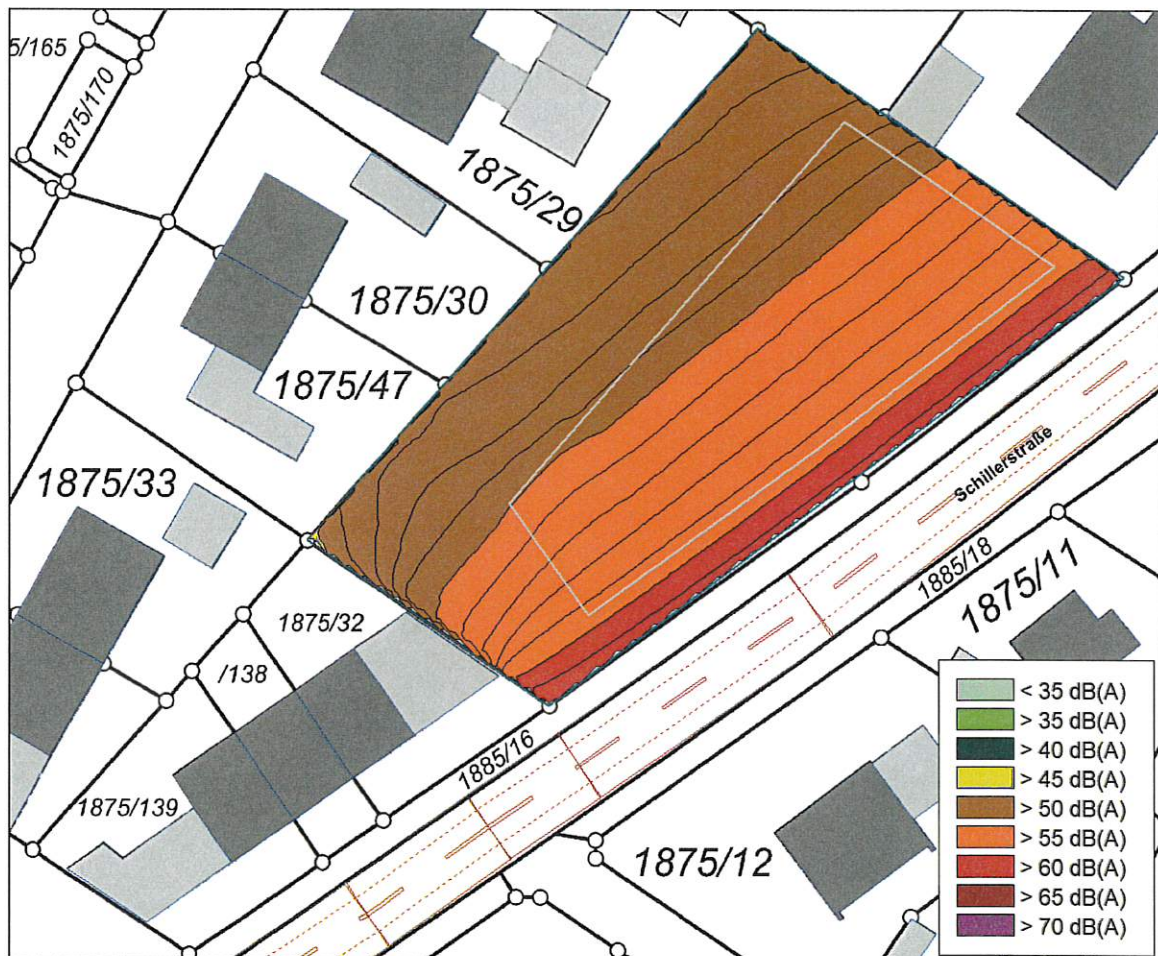 5/165
1875/170
1875/29
1875/30
1875/47
1875/33
1875/32
/138
1875/139
1885/16
Schillerstraße
1885/18
1875/11
1875/12
< 35 dB(A)
> 35 dB(A)
> 40 dB(A)
> 45 dB(A)
> 50 dB(A)
> 55 dB(A)
> 60 dB(A)
> 65 dB(A)
> 70 dB(A)